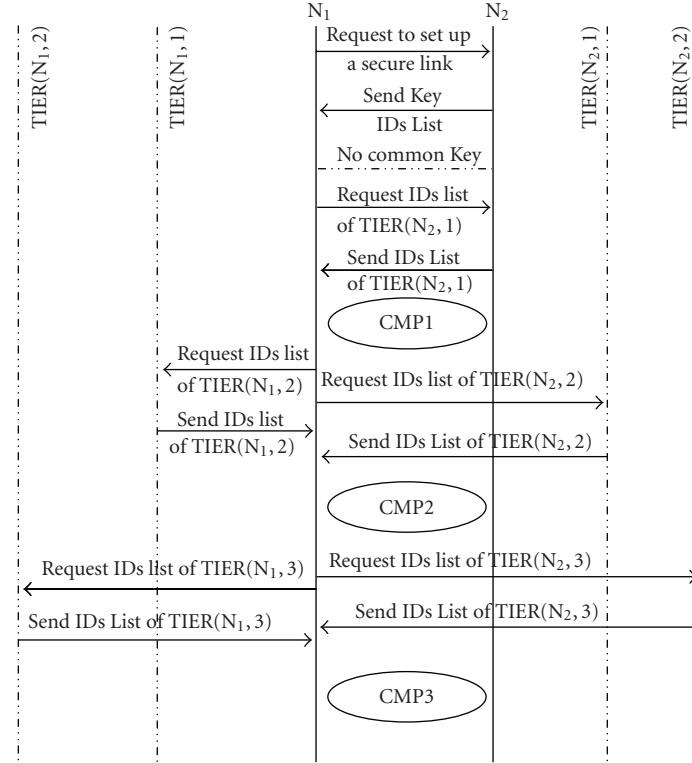 N1
N2
TIER(N1, 2)
TIER(N1, 1)
TIER(N2, 1)
TIER(N2, 2)
Request to set up
a secure link
Send Key
IDs List
No common Key
Request IDs list
of TIER(N2, 1)
Send IDs List
of TIER(N2, 1)
CMP1
Request IDs list
of TIER(N1, 2)
Request IDs list of TIER(N2, 2)
Send IDs list
of TIER(N1, 2)
Send IDs List of TIER(N2, 2)
CMP2
Request IDs list of TIER(N1, 3)
Request IDs list of TIER(N2, 3)
Send IDs List of TIER(N1, 3)
Send IDs List of TIER(N2, 3)
CMP3